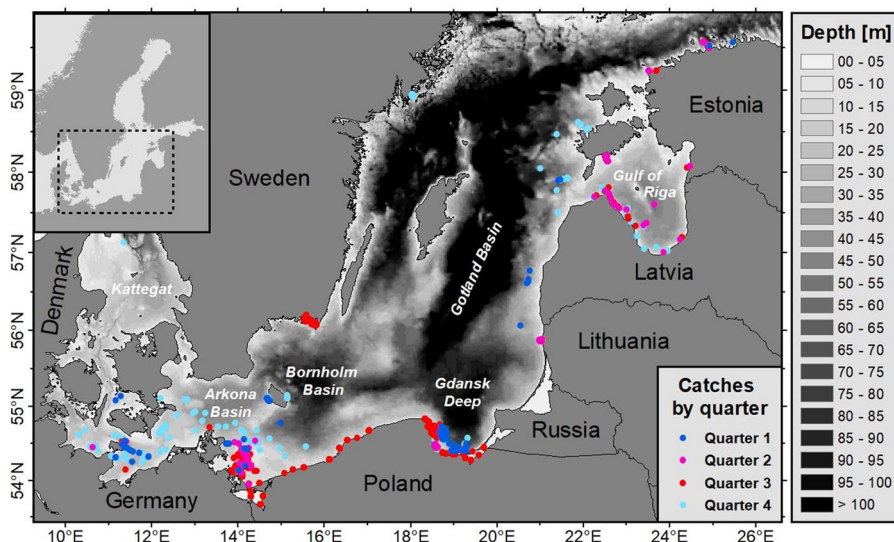 Depth [m]
00 - 05
05 - 10
10 - 15
15 - 20
20 - 25
25 - 30
30 - 35
35 - 40
40 - 45
45 - 50
50 - 55
55 - 60
60 - 65
65 - 70
70 - 75
75 - 80
80 - 85
85 - 90
90 - 95
95 - 100
> 100
59°N
58°N
57°N
56°N
55°N
54°N
Estonia
Sweden
Gulf of
Riga
Denmark
Kattegat
Gotland Basin
Latvia
Lithuania
Bornholm
Basin
Arkona
Basin
Gdansk
Deep
Russia
Germany
Poland
Catches
by quarter
Quarter 1
Quarter 2
Quarter 3
Quarter 4
10°E
12°E
14°E
16°E
18°E
20°E
22°E
24°E
26°E